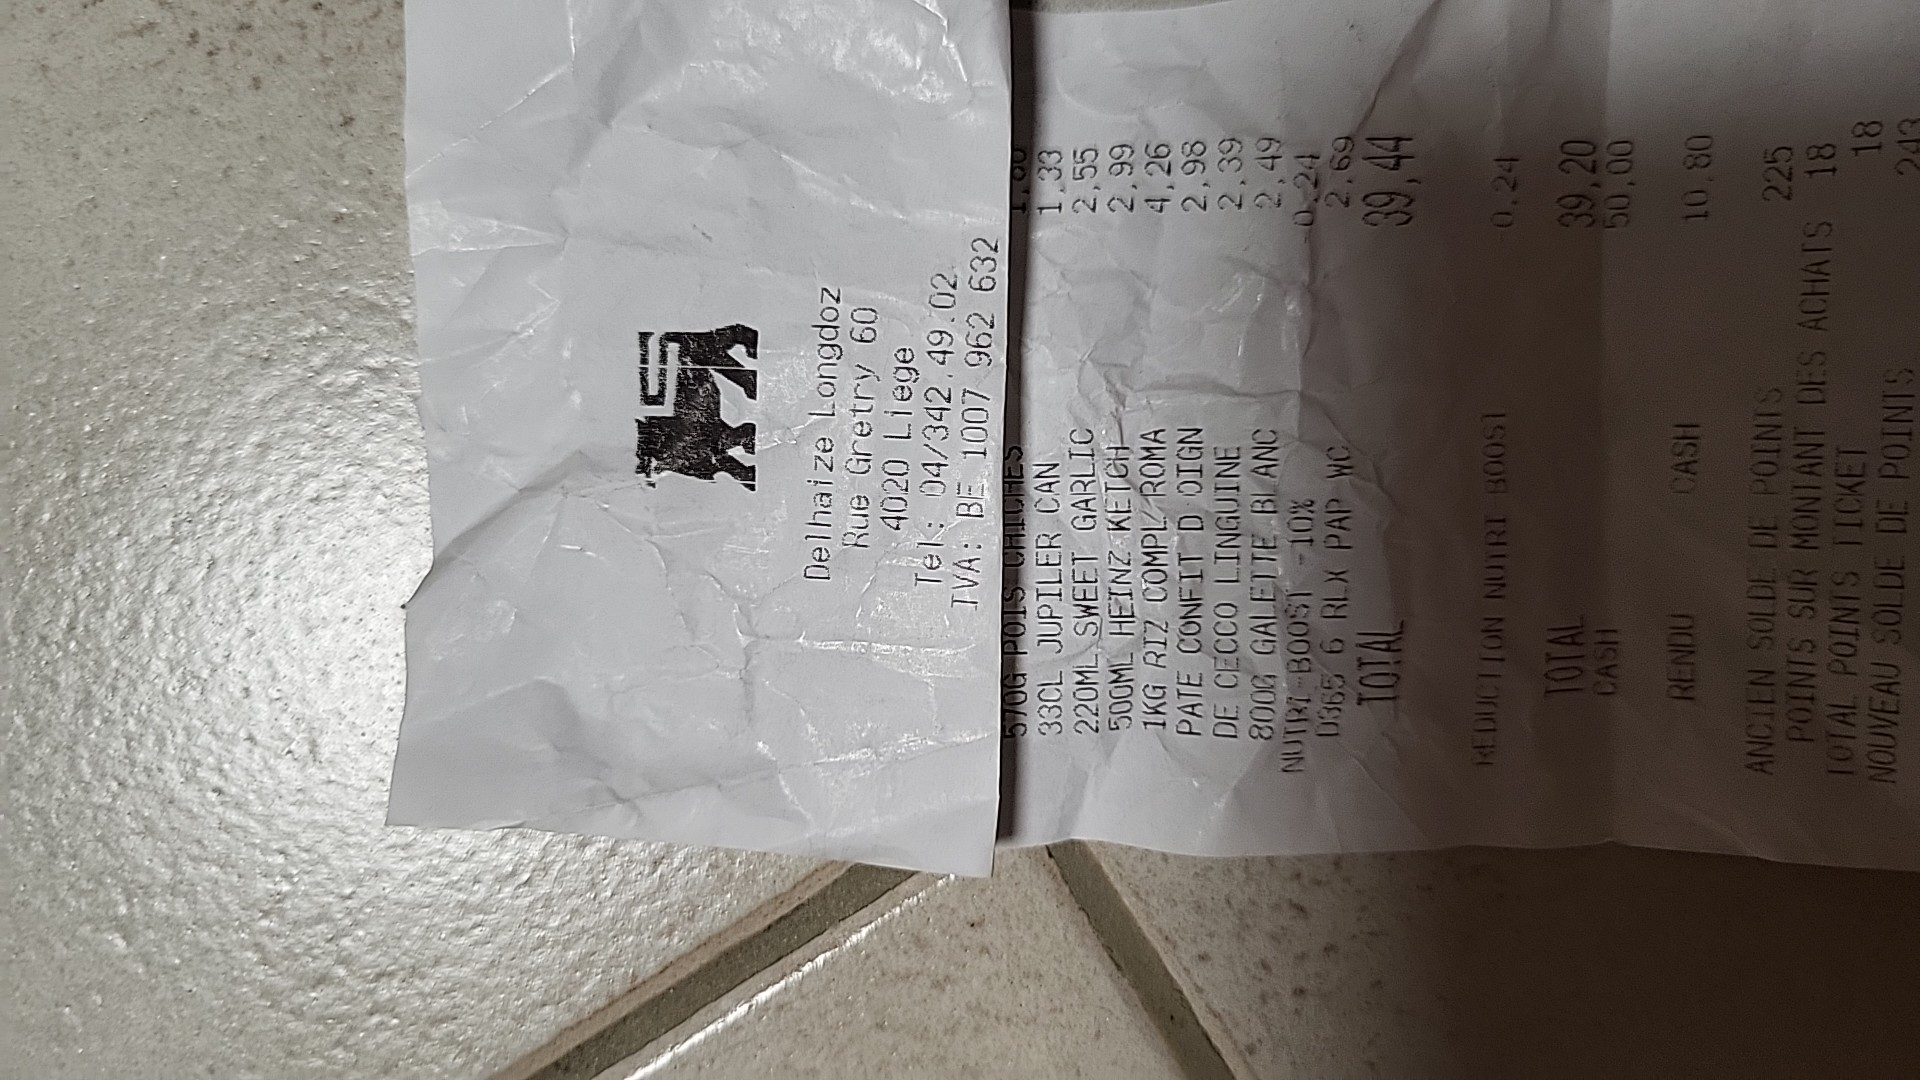 Delhaize Longdoz
Rue Gretry 60
4020 Liege
Tel: 04/342.49.02
TVA: BE 1007 962 632
570G POIS CHICHES
33CL JUPILER CAN 1,33
220ML SWEET GARLIC 2,55
500ML HEINZ KETCH 2,99
1KG RIZ COMPL/ROMA 4,26
PATE CONFIT D OIGN 2,98
DE CECCO LINGUINE 2,39
800G GALETTE BLANC 2,49
NUTRI-BOOST -10% -0,24
D365 6 RLX PAP WC 2,69
TOTAL 39,44
REDUCTION NUTRI BOOST -0,24
TOTAL 39,20
CASH 50,00
RENDU CASH 10,80
ANCIEN SOLDE DE POINTS 225
POINTS SUR MONTANT DES ACHATS 18
TOTAL POINTS TICKET 18
NOUVEAU SOLDE DE POINTS 243